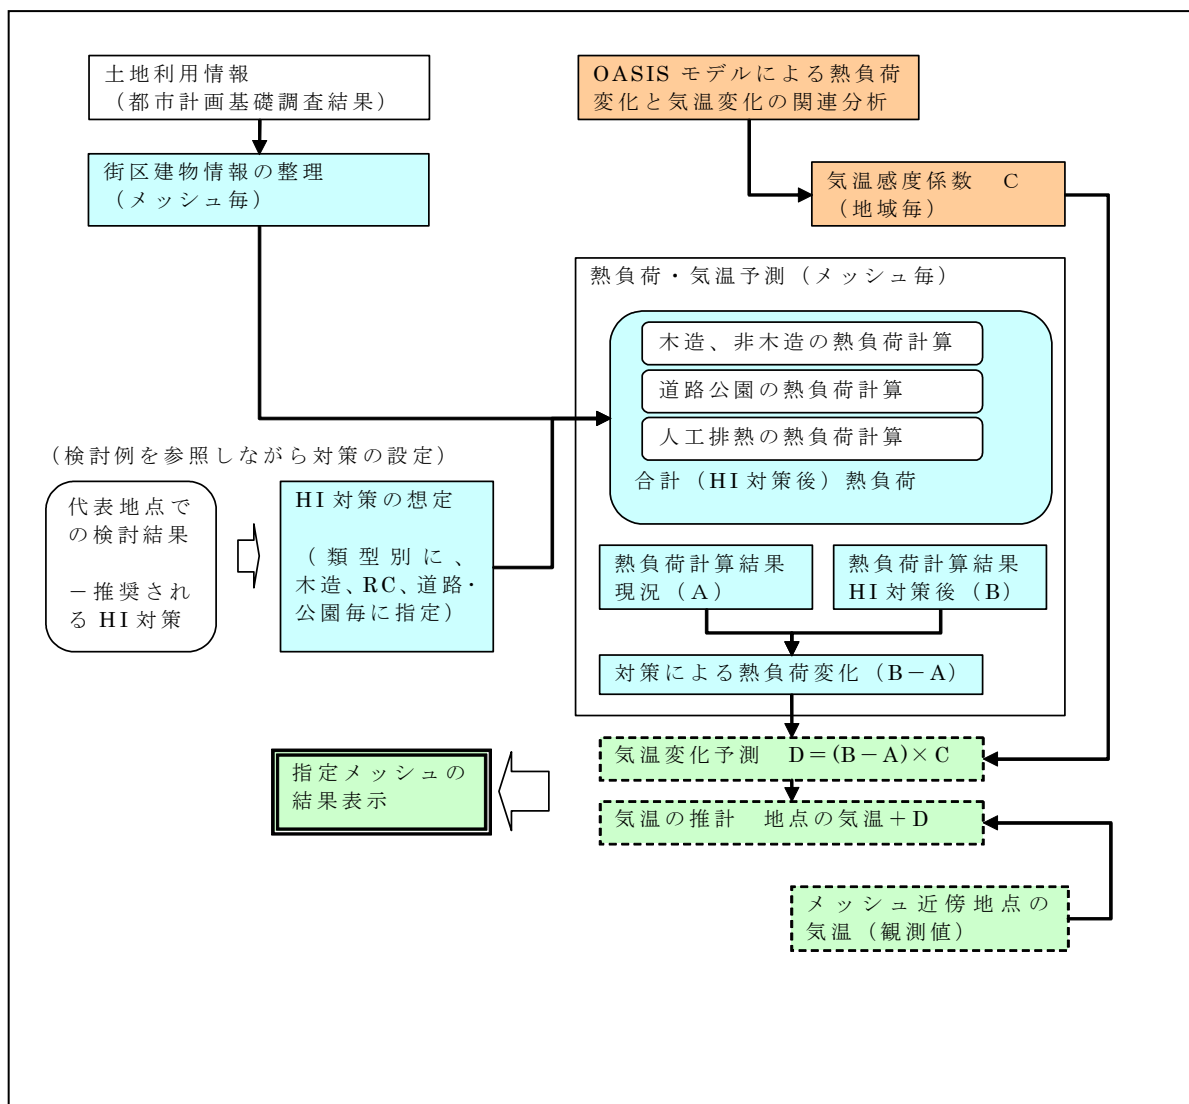 土地利用情報
（都市計画基礎調査結果）
OASIS モデルによる熱負荷
変化と気温変化の関連分析
街区建物情報の整理
（メッシュ毎）
気温感度係数　C
（地域毎）
熱負荷・気温予測（メッシュ毎）
木造、非木造の熱負荷計算
道路公園の熱負荷計算
人工排熱の熱負荷計算
合計（HI 対策後）熱負荷
（検討例を参照しながら対策の設定）
代表地点で
の検討結果
－推奨され
る HI 対策
HI 対策の想定
（類型別に、
木造、RC、道路・
公園毎に指定）
熱負荷計算結果
現況（A）
熱負荷計算結果
HI 対策後（B）
対策による熱負荷変化（B－A）
気温変化予測　D＝(B－A)×C
指定メッシュの
結果表示
気温の推計　地点の気温＋D
メッシュ近傍地点の
気温（観測値）